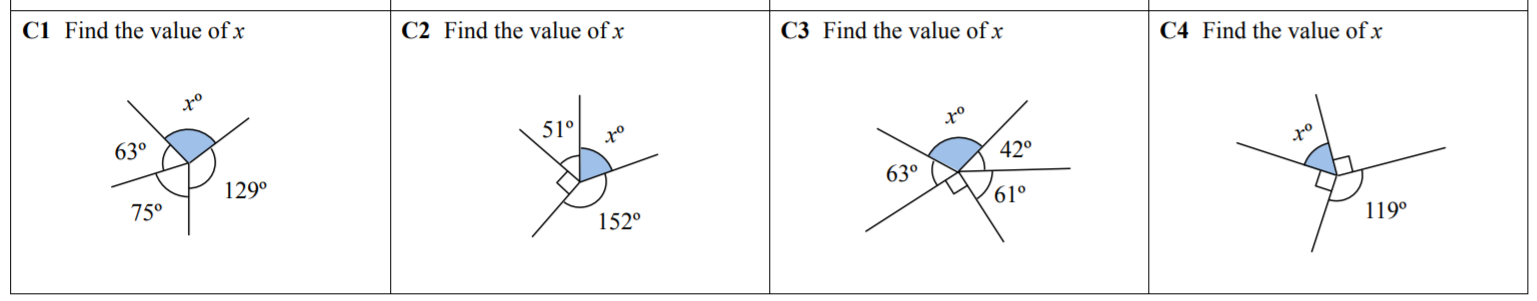 C1 Find the value of x
xº
63º
129º
75º
C2 Find the value of x
51º
xº
152º
C3 Find the value of x
xº
42º
63º
61º
C4 Find the value of x
xº
119º